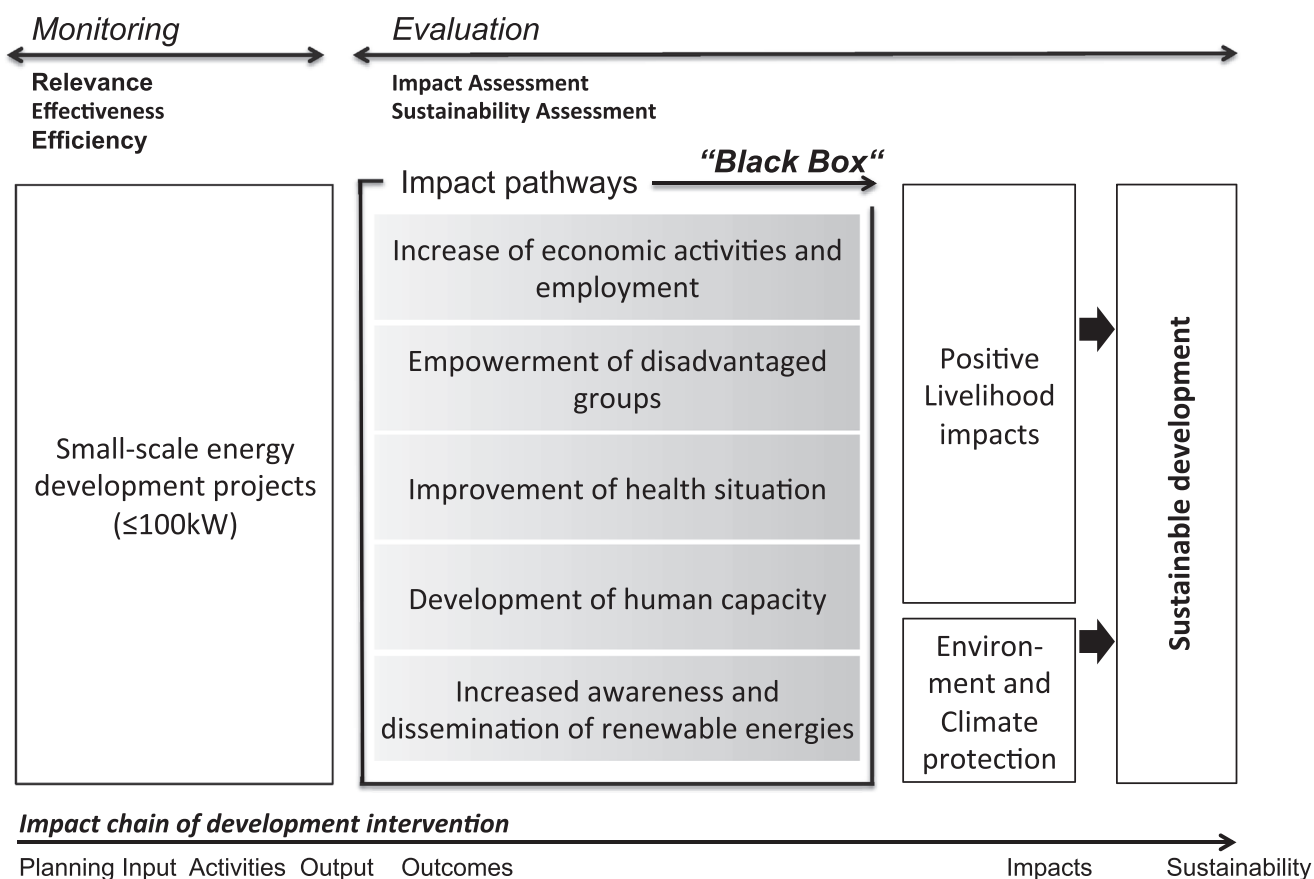 Monitoring
Evaluation
Relevance
Effectiveness
Efficiency
Impact Assessment
Sustainability Assessment
“Black Box“
Impact pathways
Small-scale energy
development projects
(≤100kW)
Increase of economic activities and
employment
Empowerment of disadvantaged
groups
Improvement of health situation
Development of human capacity
Increased awareness and
dissemination of renewable energies
Positive
Livelihood
impacts
Environ-
ment and
Climate
protection
Sustainable development
Impact chain of development intervention
Planning Input Activities Output Outcomes Impacts Sustainability